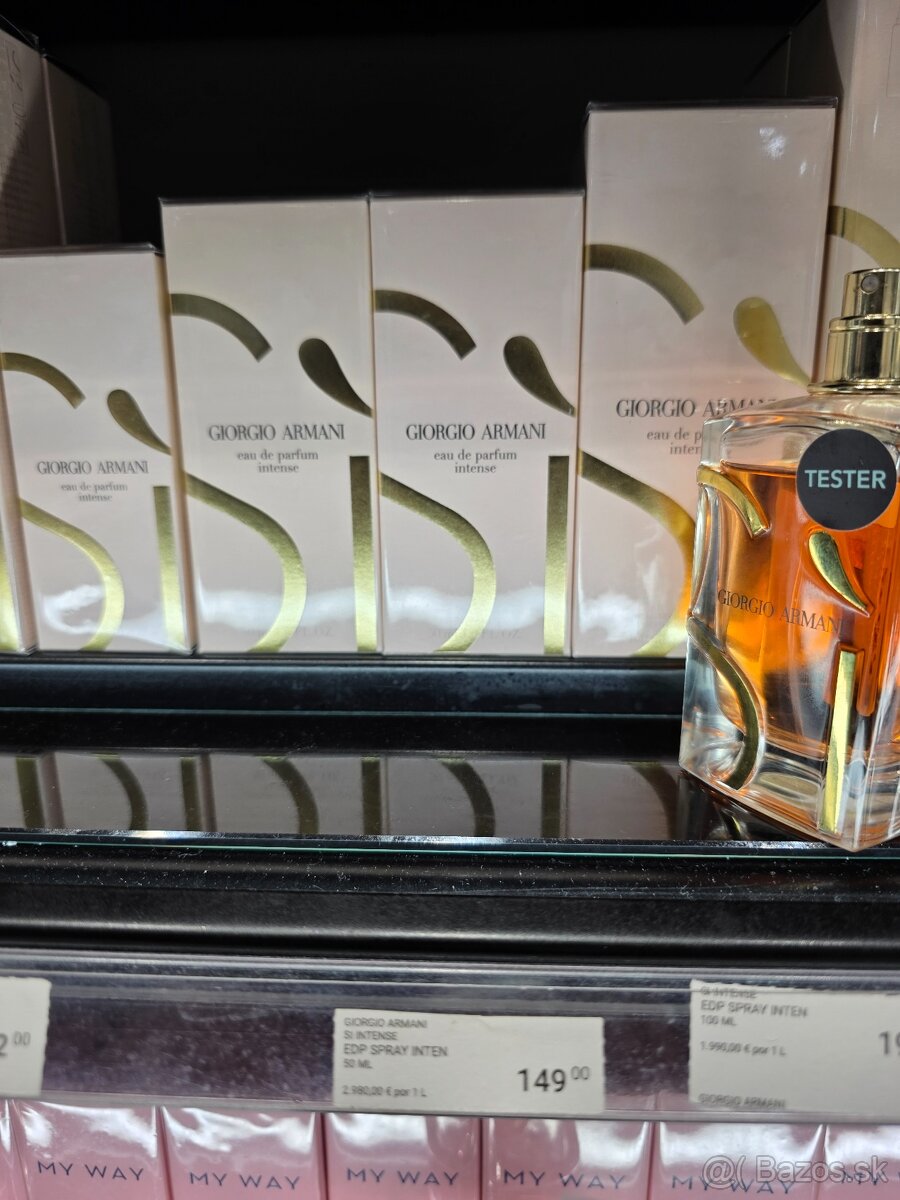 GIORGIO ARMANI
eau de parfum
intense
GIORGIO ARMANI
eau de parfum
intense
GIORGIO ARMANI
eau de parfum
intense
GIORGIO ARMANI
eau de
TESTER
GIORGIO ARMANI
00
GIORGIO ARMANI
SI INTENSE
EDP SPRAY INTEN
50 ML
2.980,00 € por 1 L
149 00
SI INTENSE
EDP SPRAY INTEN
100 ML
1.990,00 € por 1 L
GIORGIO ARMANI
MY WAY
MY WAY
MY WAY
MY WAY
MY WAY
@( Bazos.sk